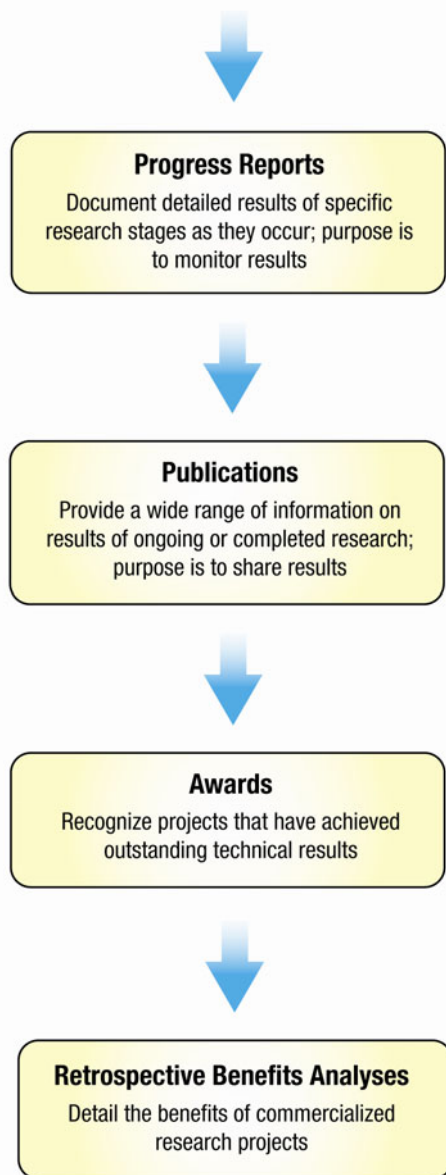 Progress Reports
Document detailed results of specific
research stages as they occur; purpose is
to monitor results
Publications
Provide a wide range of information on
results of ongoing or completed research;
purpose is to share results
Awards
Recognize projects that have achieved
outstanding technical results
Retrospective Benefits Analyses
Detail the benefits of commercialized
research projects